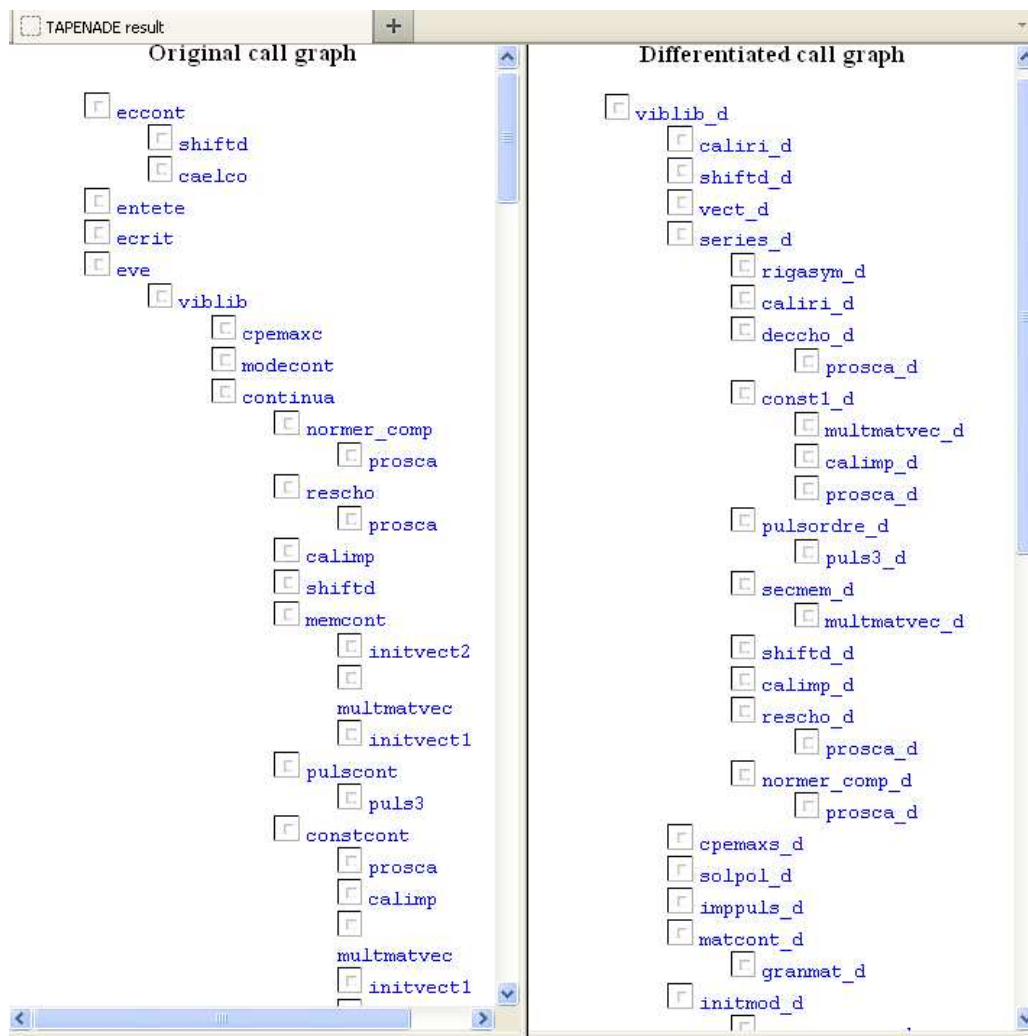 TAPENADE result
Original call graph
eccont
shiftd
caelco
entete
ecrit
eve
viblib
cpemaxc
modecont
continua
normer_comp
prosca
rescho
prosca
calimp
shiftd
memcont
initvect2
multmatvec
initvect1
pulscont
puls3
constcont
prosca
calimp
multmatvec
initvect1
Differentiated call graph
viblib_d
caliri_d
shiftd_d
vect_d
series_d
rigasym_d
caliri_d
deccho_d
prosca_d
const1_d
multmatvec_d
calimp_d
prosca_d
pulsordre_d
puls3_d
secmem_d
multmatvec_d
shiftd_d
calimp_d
rescho_d
prosca_d
normer_comp_d
prosca_d
cpemaxs_d
solpol_d
imppuls_d
matcont_d
granmat_d
initmod_d